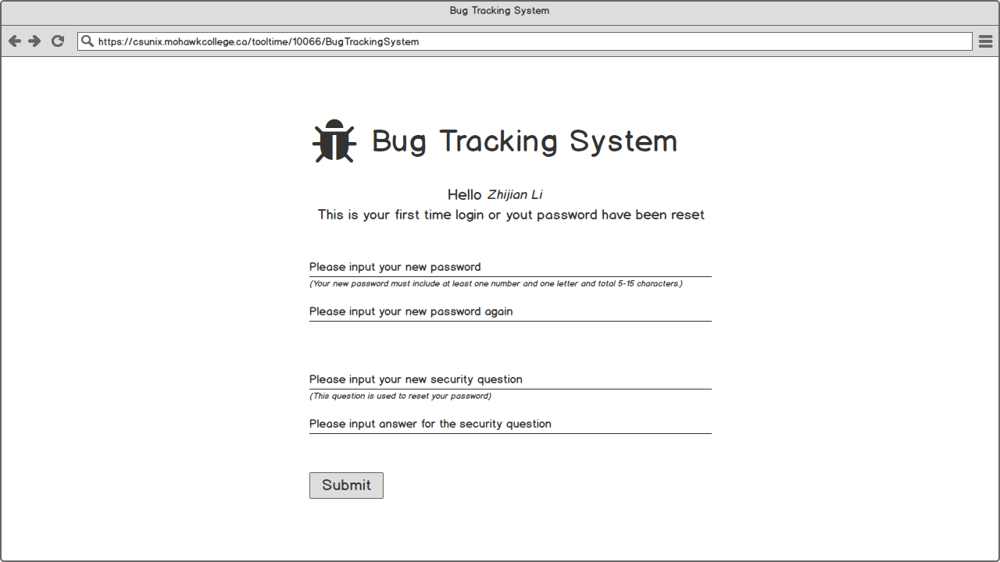 Bug Tracking System
https://csunix.mohawkcollege.ca/tooltime/10066/BugTrackingSystem
Bug Tracking System
Hello Zhijian Li
This is your first time login or yout password have been reset
Please input your new password
(Your new password must include at least one number and one letter and total 5-15 characters.)
Please input your new password again
Please input your new security question
(This question is used to reset your password)
Please input answer for the security question
Submit